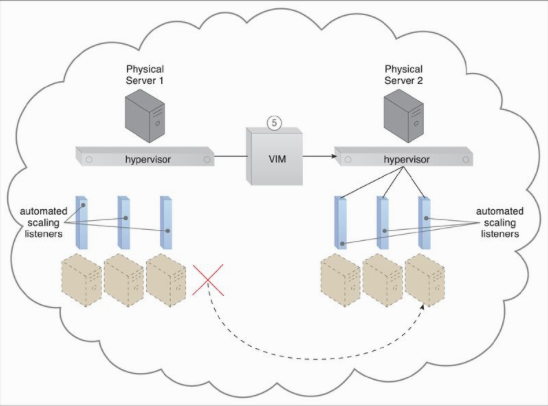 Physical
Server 1
Physical
Server 2
5
hypervisor
VIM
hypervisor
automated
scaling
listeners
automated
scaling
listeners